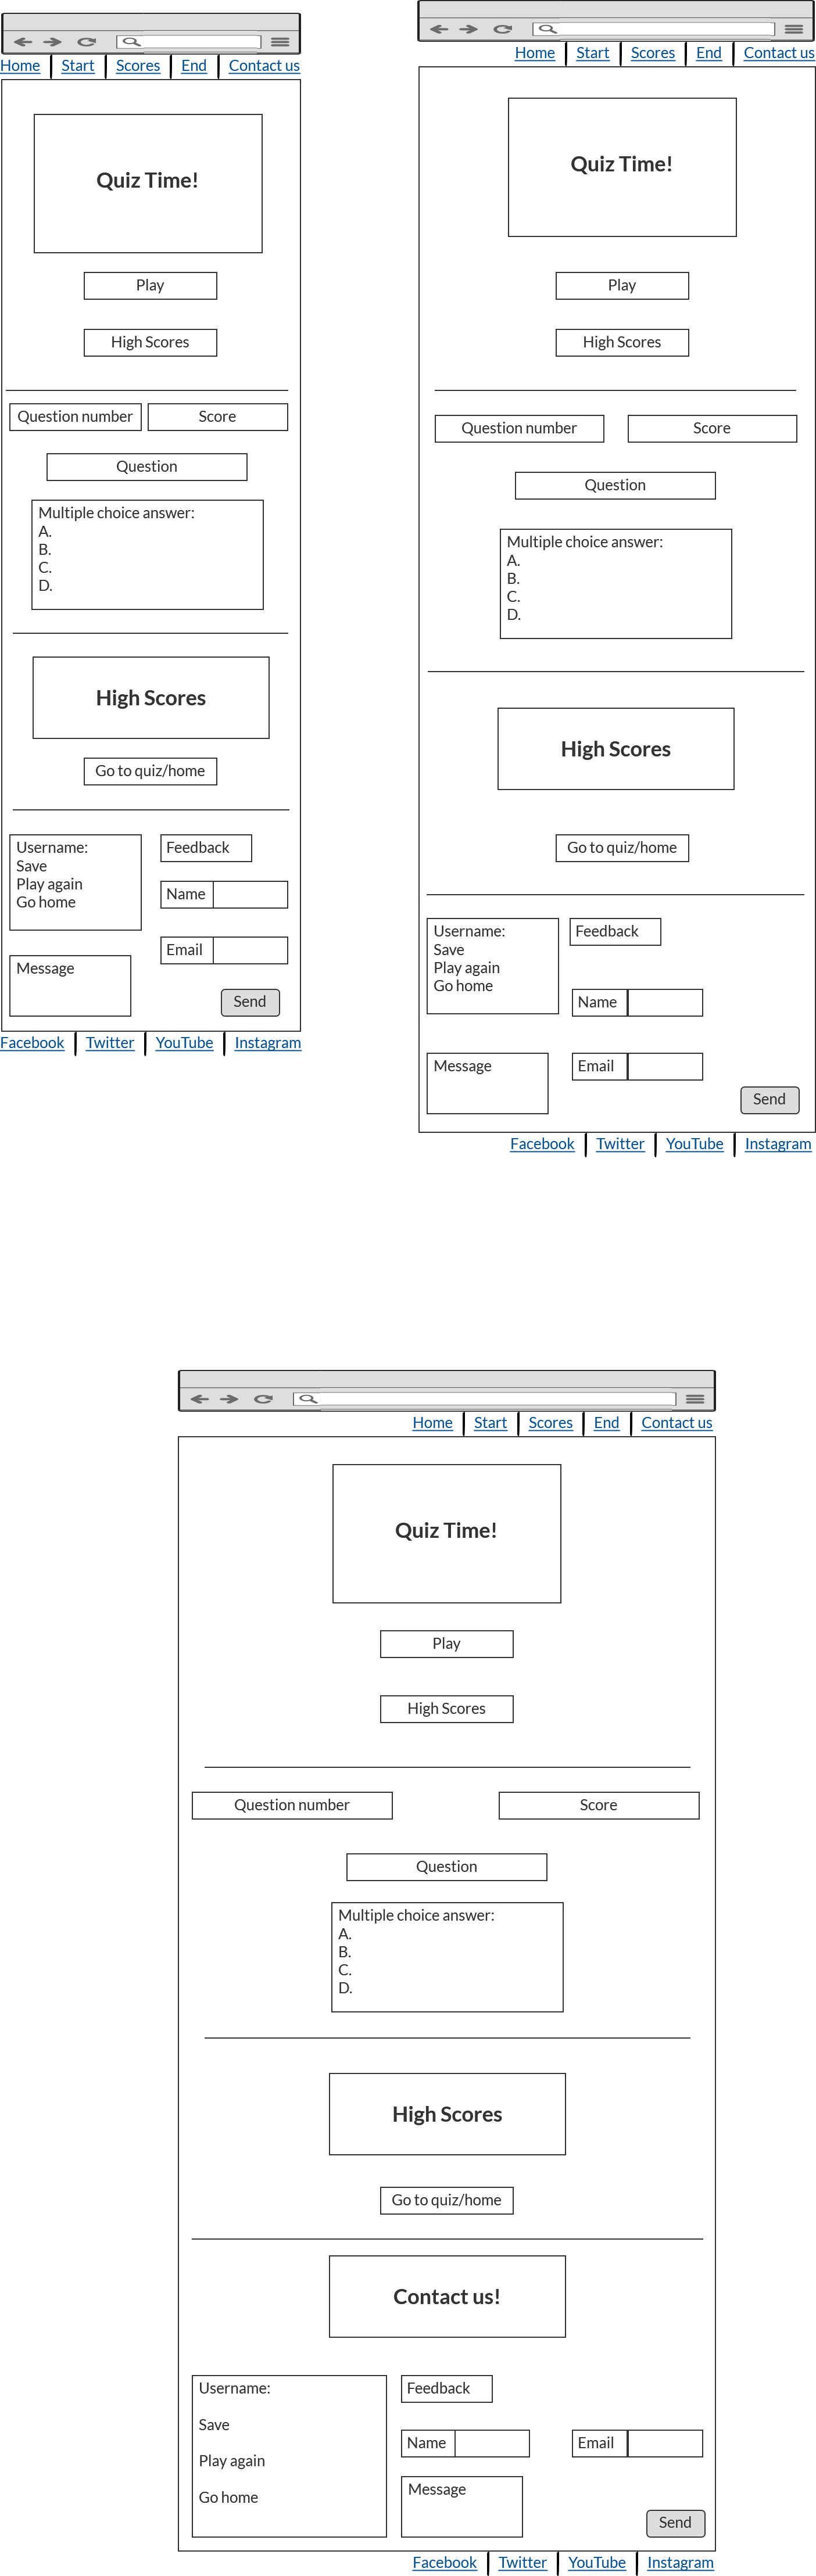 Home Start Scores End Contact us
Quiz Time!
Play
High Scores
Question number Score
Question
Multiple choice answer:
A.
B.
C.
D.
High Scores
Go to quiz/home
Username:
Save
Play again
Go home
Feedback
Name
Email
Message
Send
Facebook Twitter YouTube Instagram
Home Start Scores End Contact us
Quiz Time!
Play
High Scores
Question number Score
Question
Multiple choice answer:
A.
B.
C.
D.
High Scores
Go to quiz/home
Username:
Save
Play again
Go home
Feedback
Name
Message
Email
Send
Facebook Twitter YouTube Instagram
Home Start Scores End Contact us
Quiz Time!
Play
High Scores
Question number Score
Question
Multiple choice answer:
A.
B.
C.
D.
High Scores
Go to quiz/home
Contact us!
Username:
Save
Play again
Go home
Feedback
Name Email
Message
Send
Facebook Twitter YouTube Instagram